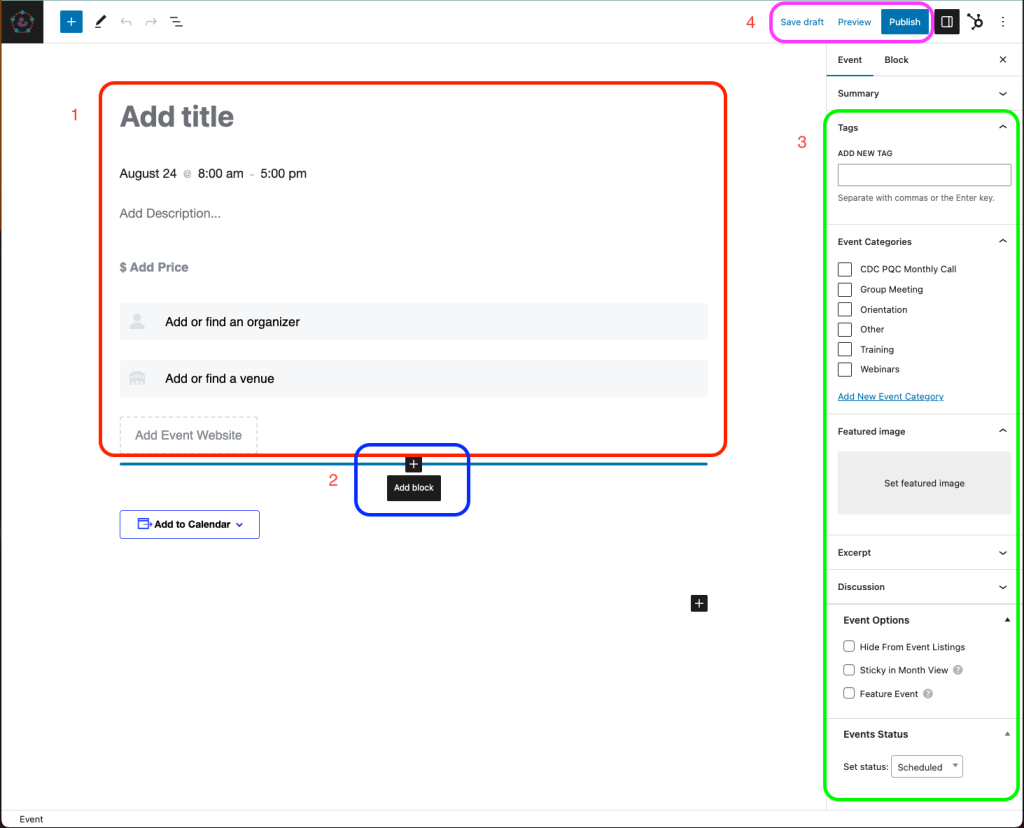 4
Save draft Preview Publish
Event Block
Summary
1
Add title
August 24 @ 8:00 am - 5:00 pm
Add Description...
$ Add Price
Add or find an organizer
Add or find a venue
Add Event Website
2
Add block
Add to Calendar
3
Tags
ADD NEW TAG
Separate with commas or the Enter key.
Event Categories
CDC PQC Monthly Call
Group Meeting
Orientation
Other
Training
Webinars
Add New Event Category
Featured image
Set featured image
Excerpt
Discussion
Event Options
Hide From Event Listings
Sticky in Month View ?
Feature Event ?
Events Status
Set status: Scheduled
Event